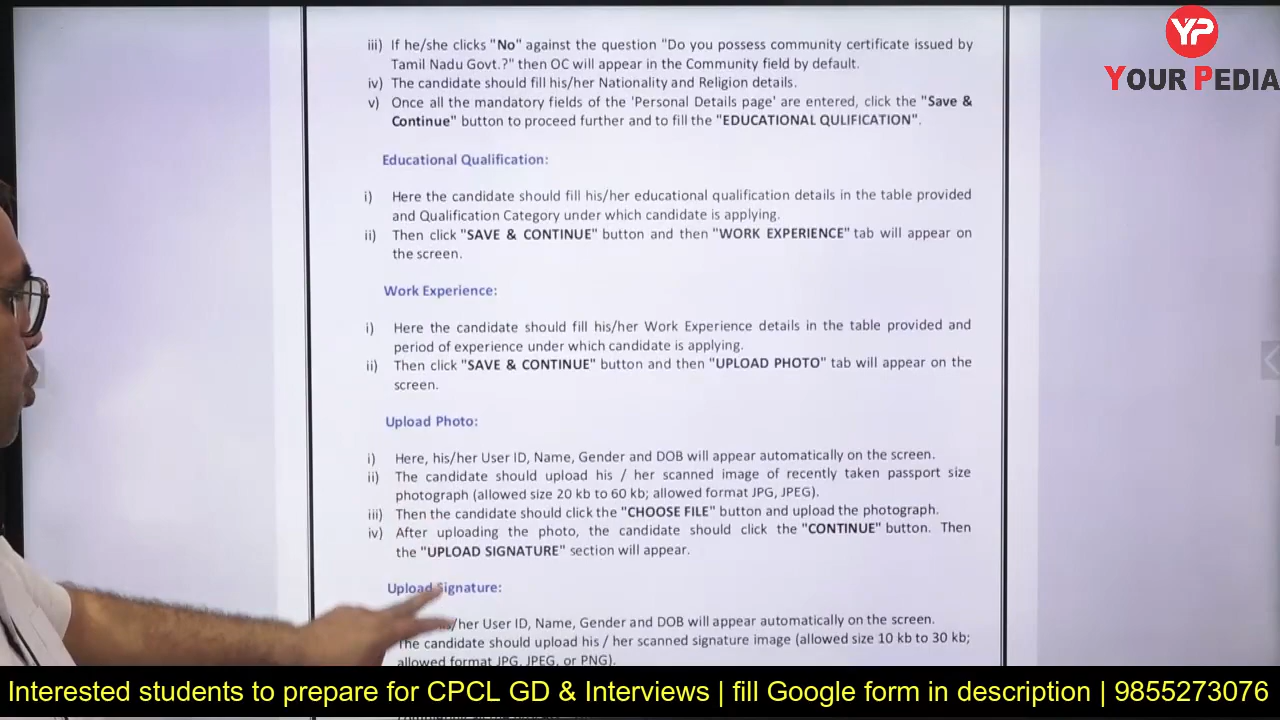 iii) If he/she clicks "No" against the question "Do you possess community certificate issued by
Tamil Nadu Govt.?" then OC will appear in the Community field by default.
iv) The candidate should fill his/her Nationality and Religion details.
v) Once all the mandatory fields of the 'Personal Details page' are entered, click the "Save &
Continue" button to proceed further and to fill the "EDUCATIONAL QULIFICATION".
Educational Qualification:
i) Here the candidate should fill his/her educational qualification details in the table provided
and Qualification Category under which candidate is applying.
ii) Then click "SAVE & CONTINUE" button and then "WORK EXPERIENCE" tab will appear on
the screen.
Work Experience:
i) Here the candidate should fill his/her Work Experience details in the table provided and
period of experience under which candidate is applying.
ii) Then click "SAVE & CONTINUE" button and then "UPLOAD PHOTO" tab will appear on the
screen.
Upload Photo:
i) Here, his/her User ID, Name, Gender and DOB will appear automatically on the screen.
ii) The candidate should upload his / her scanned image of recently taken passport size
photograph (allowed size 20 kb to 60 kb; allowed format JPG, JPEG).
iii) Then the candidate should click the "CHOOSE FILE" button and upload the photograph.
iv) After uploading the photo, the candidate should click the "CONTINUE" button. Then
the "UPLOAD SIGNATURE" section will appear.
Upload Signature:
/her User ID, Name, Gender and DOB will appear automatically on the screen.
The candidate should upload his / her scanned signature image (allowed size 10 kb to 30 kb;
allowed format JPG, JPEG, or PNG).
YP
YOUR PEDIA
Interested students to prepare for CPCL GD & Interviews | fill Google form in description | 9855273076